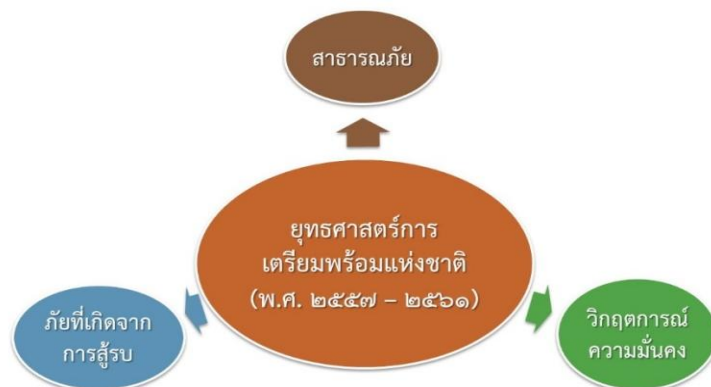 สาธารณภัย
ยุทธศาสตร์การ
เตรียมพร้อมแห่งชาติ
(พ.ศ. ๒๕๕๗ – ๒๕๖๑)
ภัยที่เกิดจาก
การสู้รบ
วิกฤตการณ์
ความมั่นคง